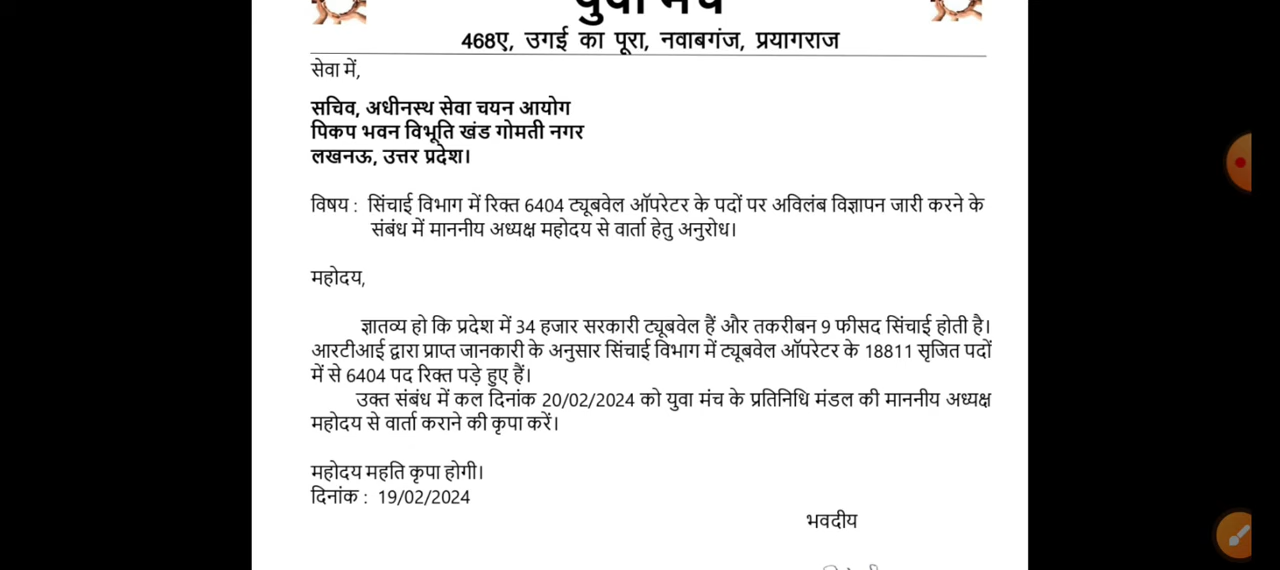 युवा मंच
468ए, उगई का पूरा, नवाबगंज, प्रयागराज
सेवा में,
सचिव, अधीनस्थ सेवा चयन आयोग
पिकप भवन विभूति खंड गोमती नगर
लखनऊ, उत्तर प्रदेश।
विषय : सिंचाई विभाग में रिक्त 6404 ट्यूबवेल ऑपरेटर के पदों पर अविलंब विज्ञापन जारी करने के
संबंध में माननीय अध्यक्ष महोदय से वार्ता हेतु अनुरोध।
महोदय,
ज्ञातव्य हो कि प्रदेश में 34 हजार सरकारी ट्यूबवेल हैं और तकरीबन 9 फीसद सिंचाई होती है।
आरटीआई द्वारा प्राप्त जानकारी के अनुसार सिंचाई विभाग में ट्यूबवेल ऑपरेटर के 18811 सृजित पदों
में से 6404 पद रिक्त पड़े हुए हैं।
उक्त संबंध में कल दिनांक 20/02/2024 को युवा मंच के प्रतिनिधि मंडल की माननीय अध्यक्ष
महोदय से वार्ता कराने की कृपा करें।
महोदय महति कृपा होगी।
दिनांक : 19/02/2024
भवदीय